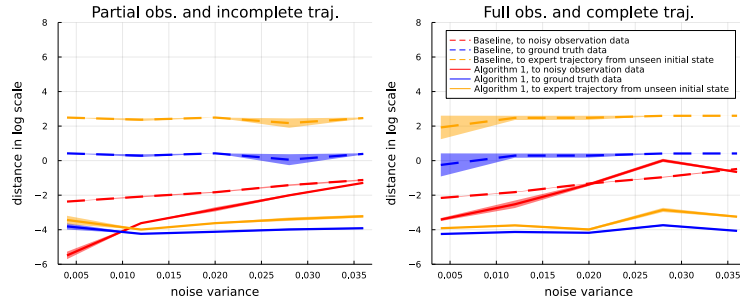 Partial obs. and incomplete traj.
distance in log scale
8
6
4
2
0
−2
−4
−6
0.005
0.010
0.015
0.020
0.025
0.030
0.035
noise variance
Full obs. and complete traj.
distance in log scale
8
6
4
2
0
−2
−4
−6
Baseline, to noisy observation data
Baseline, to ground truth data
Baseline, to expert trajectory from unseen initial state
Algorithm 1, to noisy observation data
Algorithm 1, to ground truth data
Algorithm 1, to expert trajectory from unseen initial state
0.005
0.010
0.015
0.020
0.025
0.030
0.035
noise variance